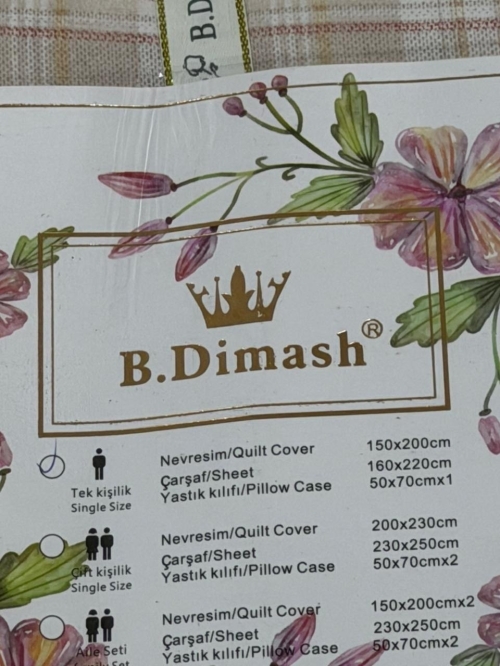 B.D
B.Dimash®
Tek kişilik
Single Size
Nevresim/Quilt Cover 150x200cm
Çarşaf/Sheet 160x220cm
Yastık kılıfı/Pillow Case 50x70cmx1
Çift kişilik
Single Size
Nevresim/Quilt Cover 200x230cm
Çarşaf/Sheet 230x250cm
Yastık kılıfı/Pillow Case 50x70cmx2
Aile Seti
Nevresim/Quilt Cover 150x200cmx2
Çarşaf/Sheet 230x250cm
Yastık kılıfı/Pillow Case 50x70cmx2